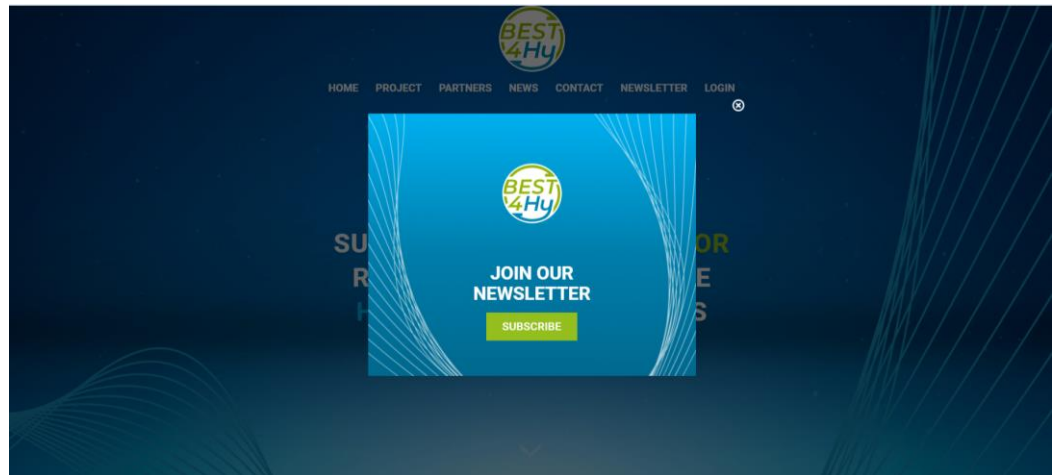 BEST
4Hy
HOME PROJECT PARTNERS NEWS CONTACT NEWSLETTER LOGIN
BEST
4Hy
JOIN OUR
NEWSLETTER
SUBSCRIBE